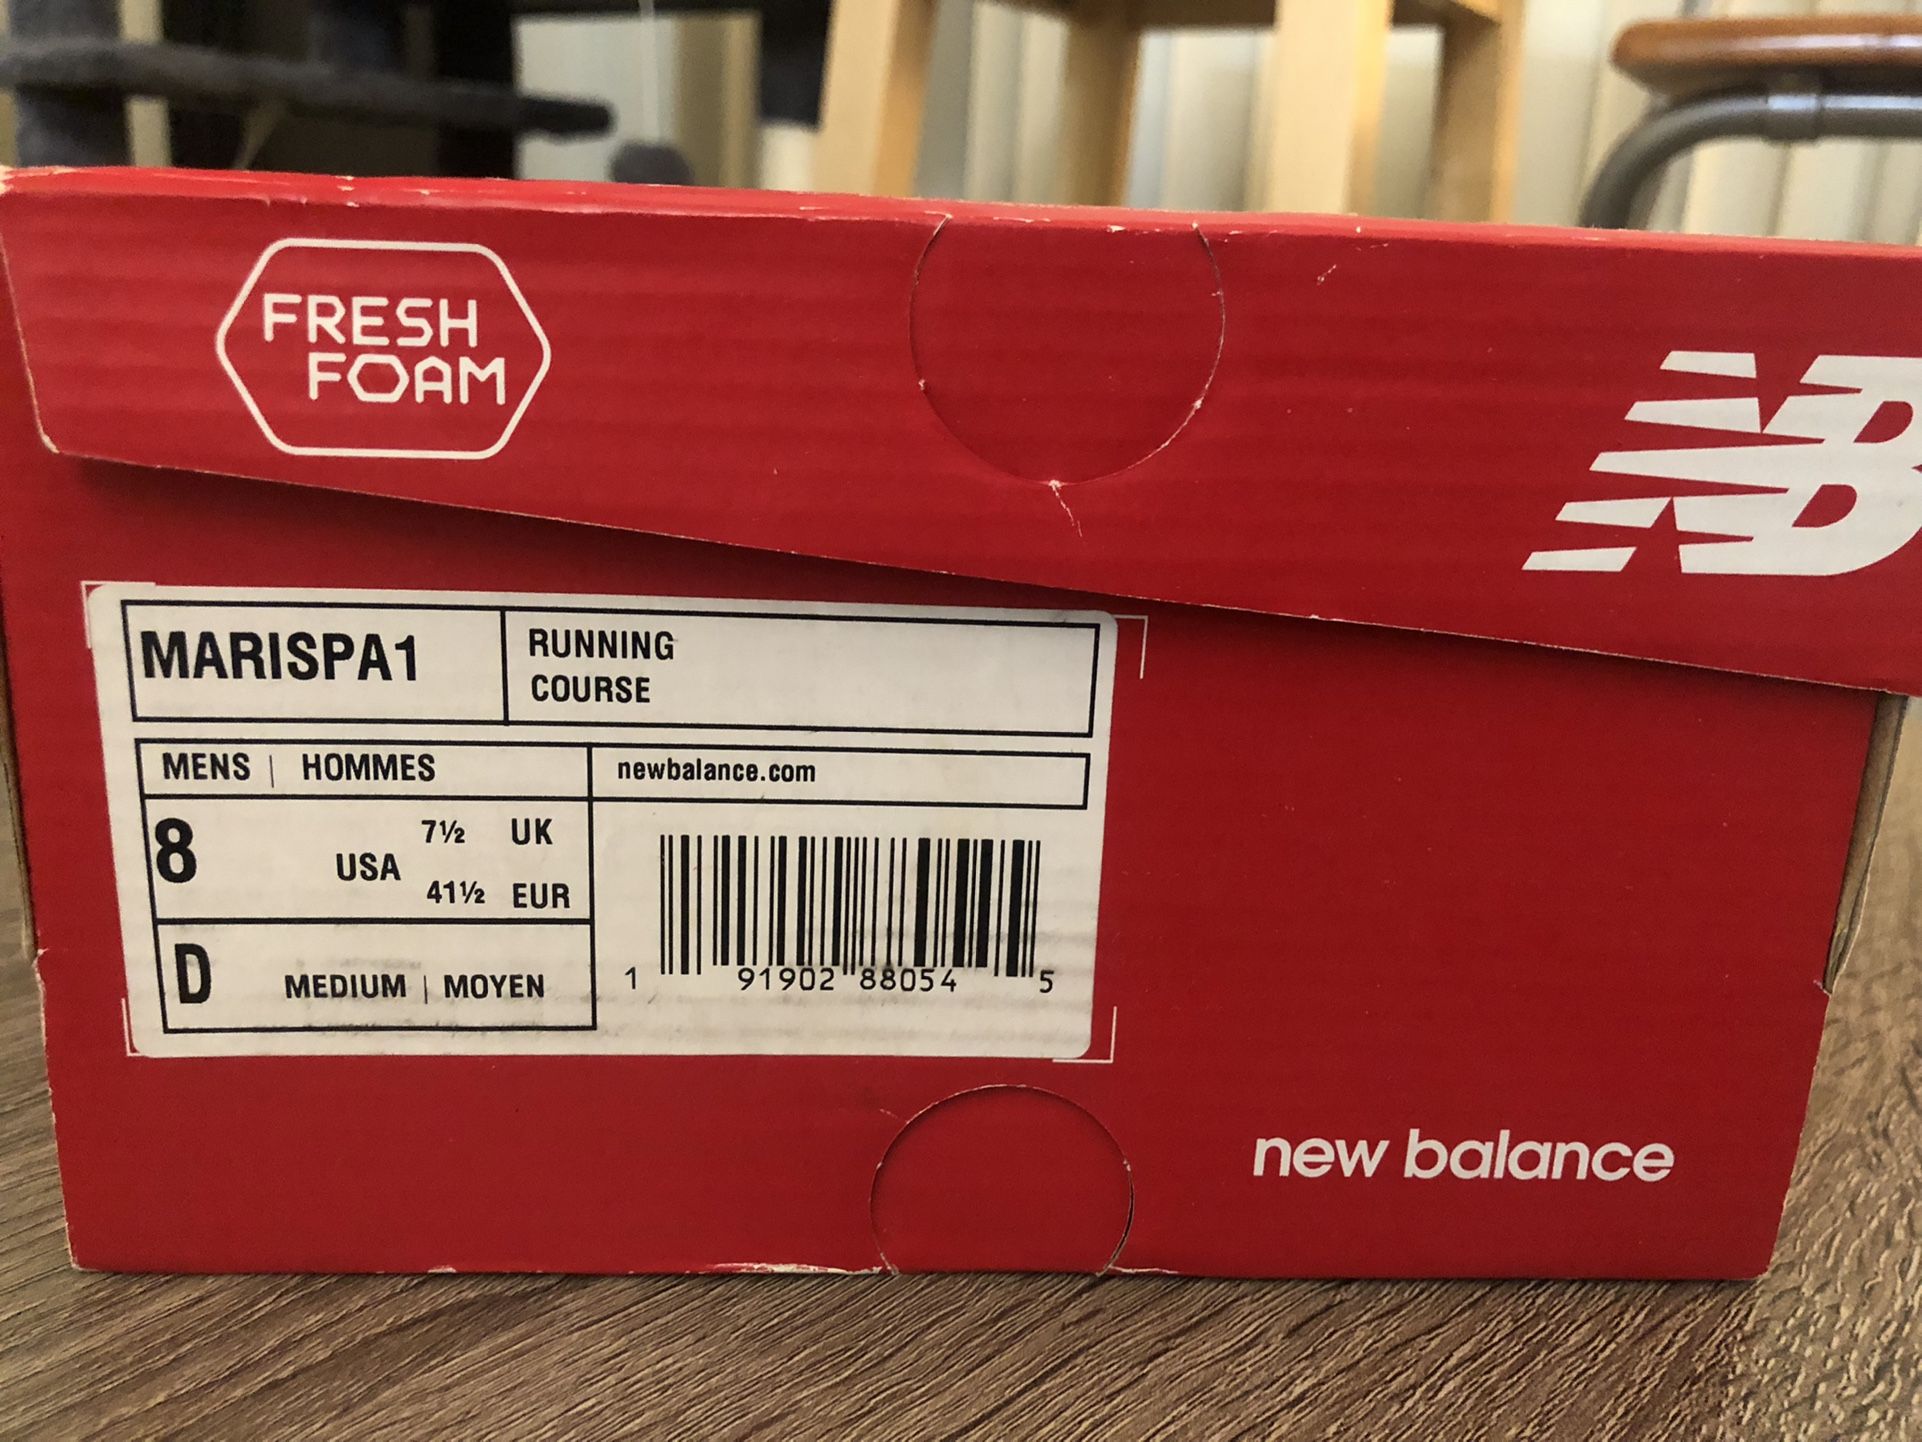 FRESH
FOAM
NB
MARISPA1
RUNNING
COURSE
MENS | HOMMES
newbalance.com
8 USA
7½ UK
41½ EUR
D MEDIUM | MOYEN
1 91902 88054 5
new balance